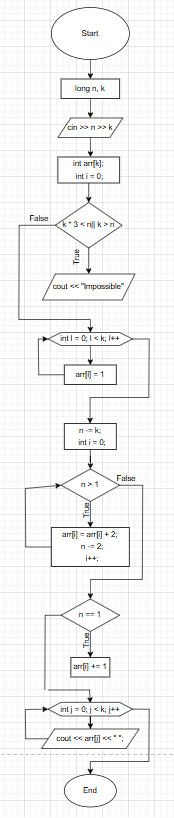 Start
long n, k
cin >> n >> k
int arr[k];
int i = 0;
False
k * 3 < n|| k > n
True
cout << "Impossible"
int l = 0; l < k; l++
arr[l] = 1
n -= k;
int i = 0;
n > 1
False
True
arr[i] = arr[i] + 2;
n -= 2;
i++;
n == 1
True
arr[i] += 1
int j = 0; j < k; j++
cout << arr[j] << " ";
End